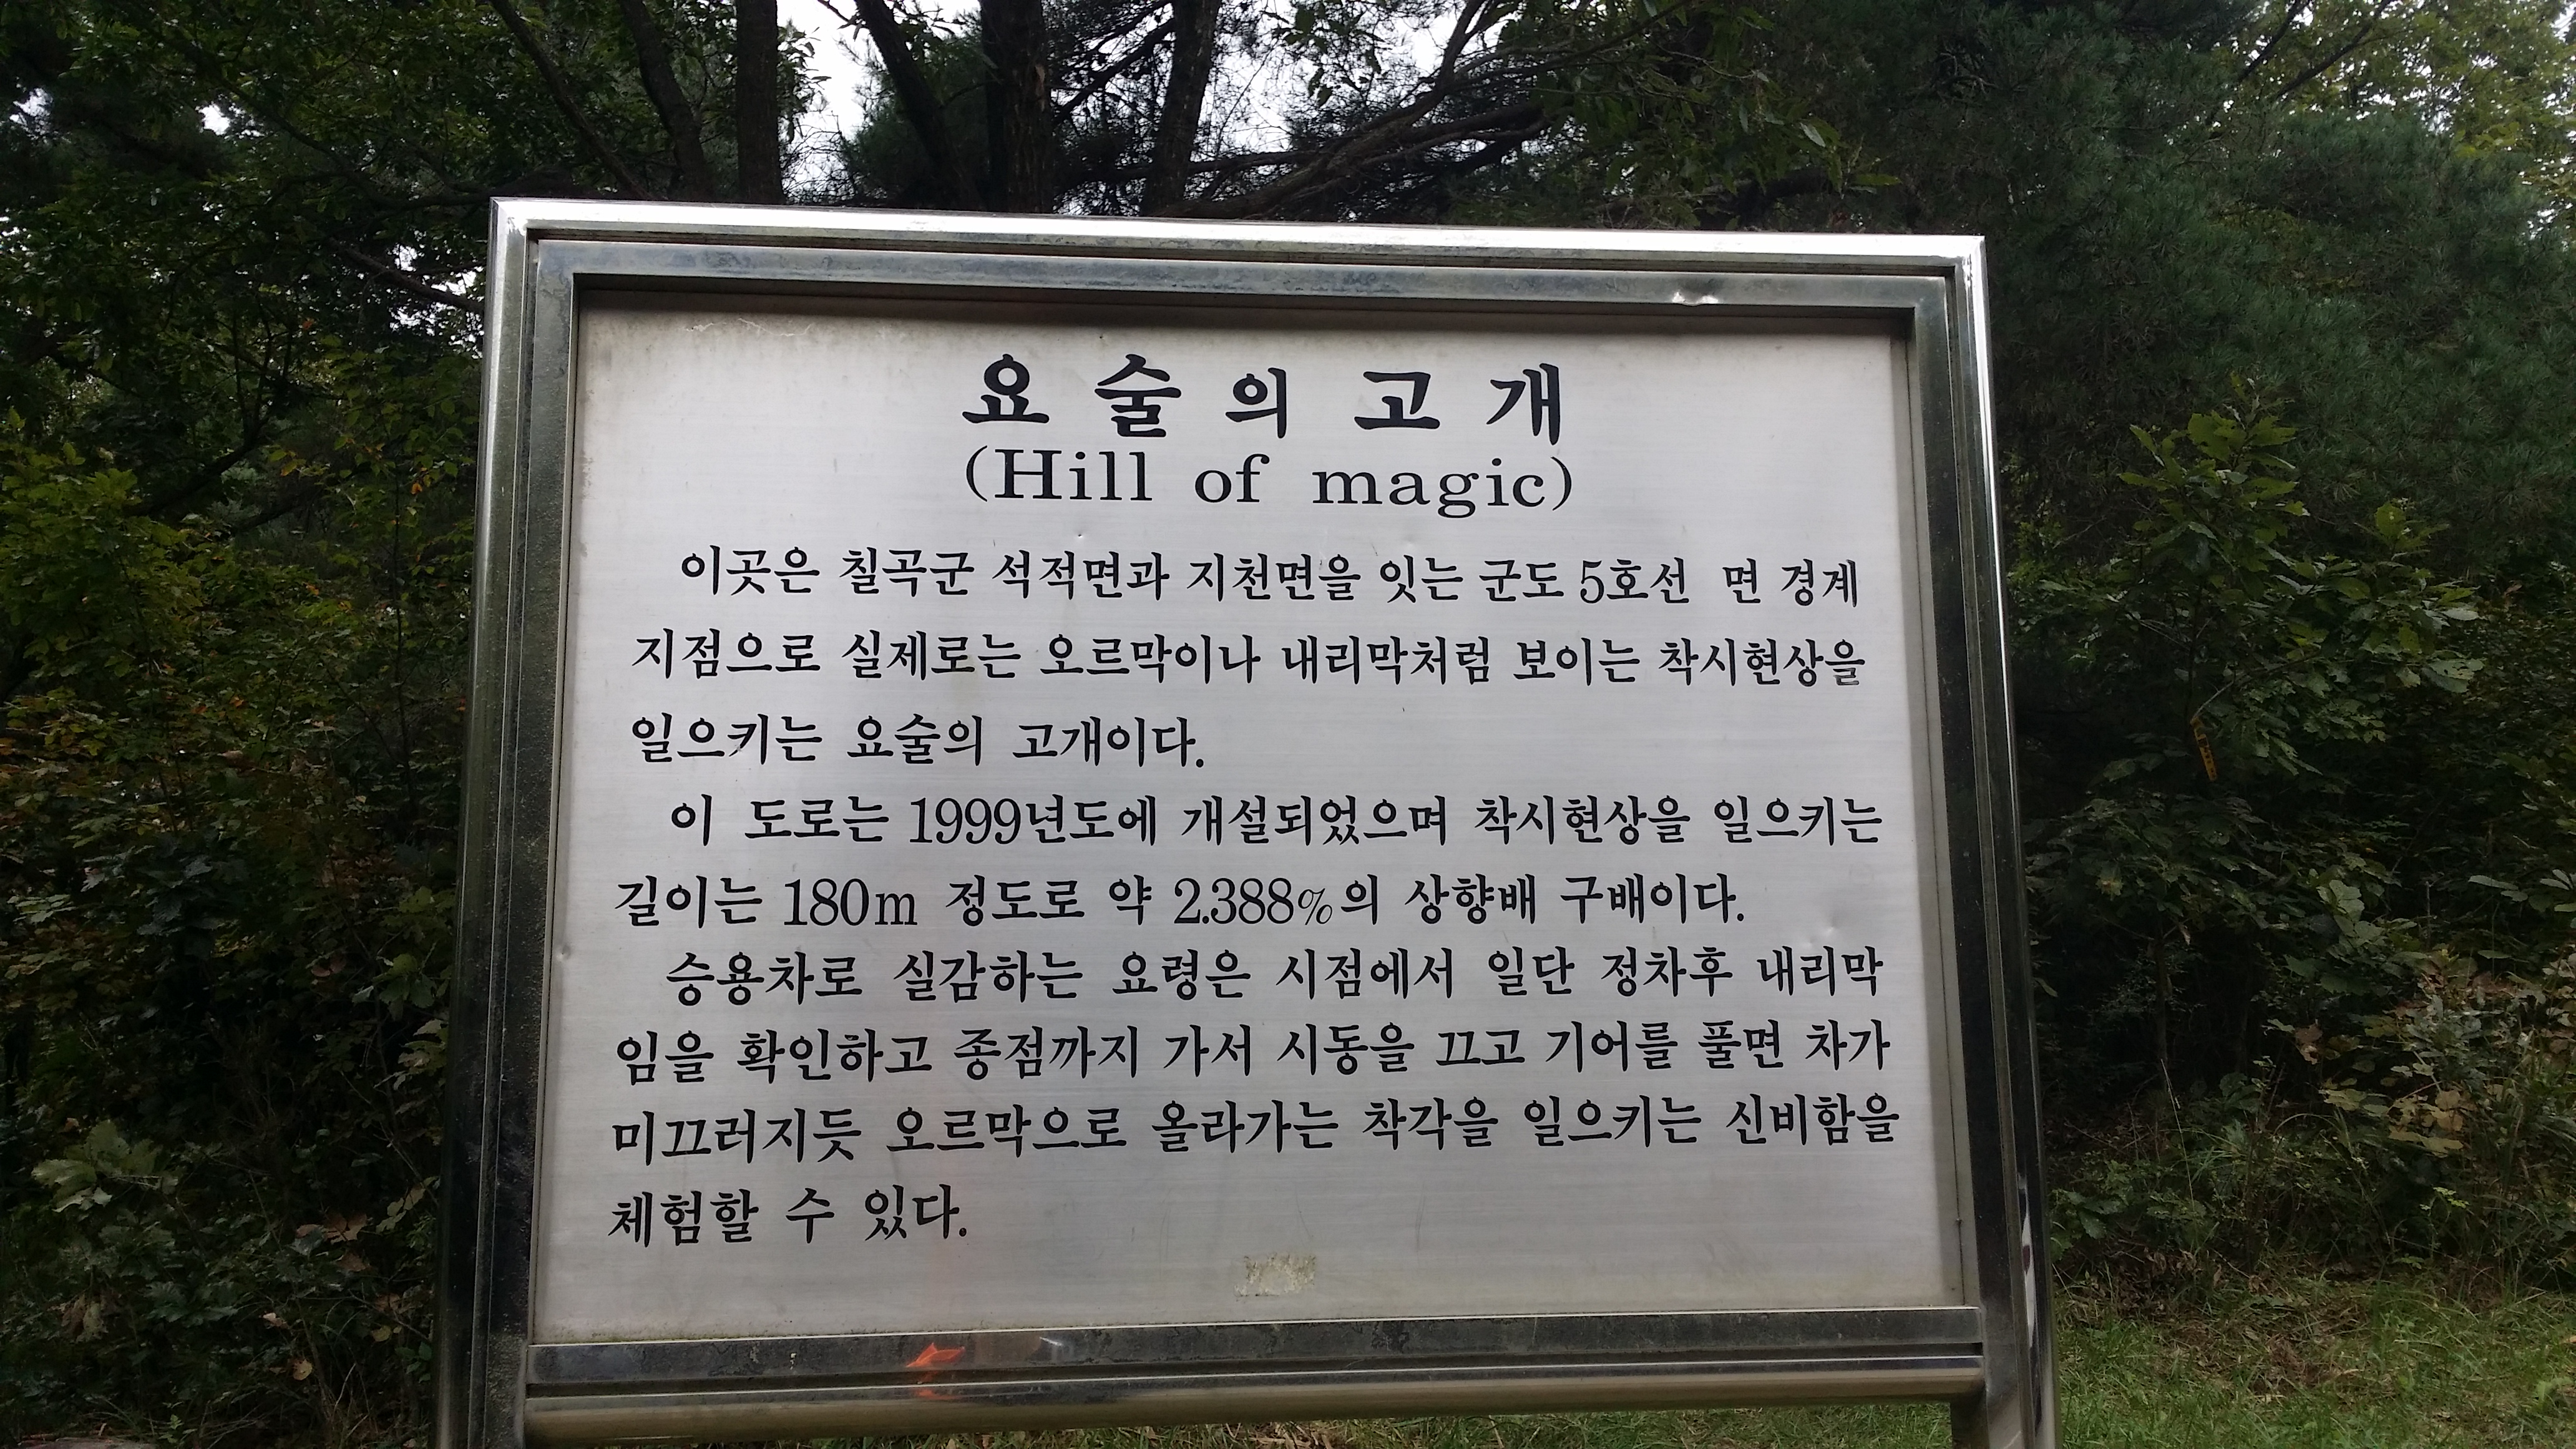 요술의고개
(Hill of magic)
이곳은 칠곡군 석적면과 지천면을 잇는 군도 5호선 면 경계
지점으로 실제로는 오르막이나 내리막처럼 보이는 착시현상을
일으키는 요술의 고개이다.
이 도로는 1999년도에 개설되었으며 착시현상을 일으키는
길이는 180m 정도로 약 2.388%의 상향배 구배이다.
승용차로 실감하는 요령은 시점에서 일단 정차후 내리막
임을 확인하고 종점까지 가서 시동을 끄고 기어를 풀면 차가
미끄러지듯 오르막으로 올라가는 착각을 일으키는 신비함을
체험할 수 있다.